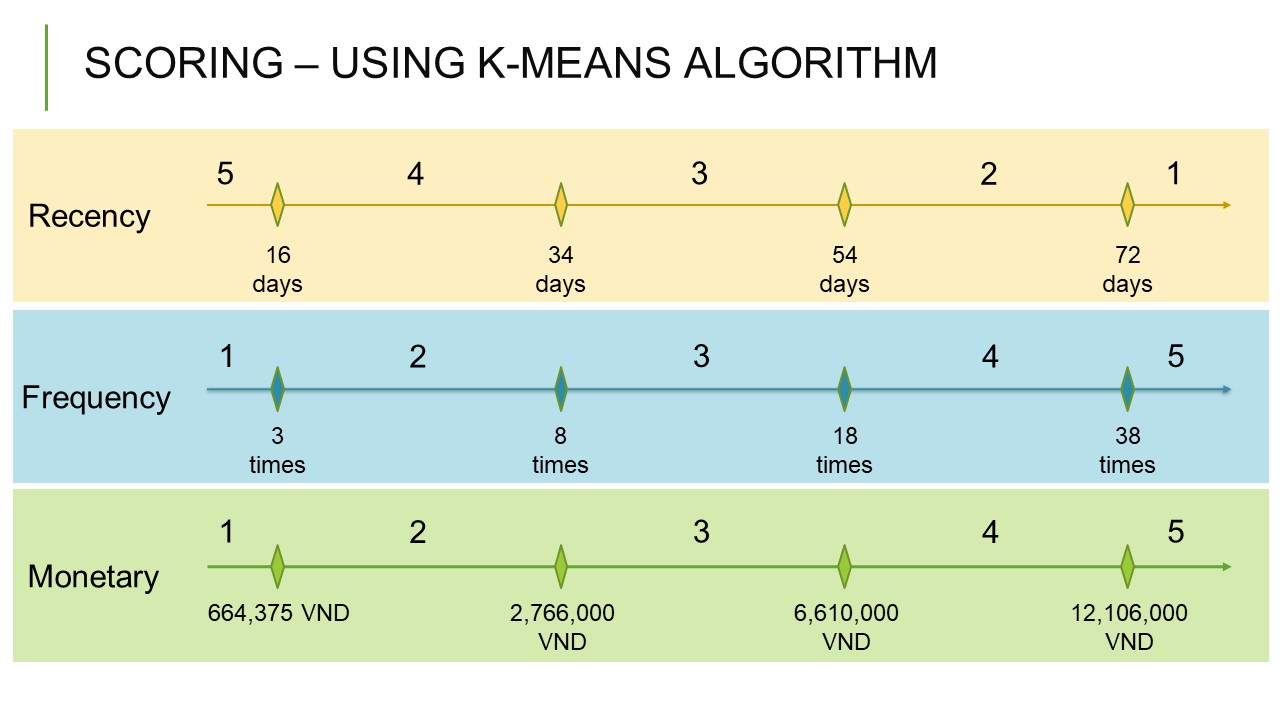 SCORING – USING K-MEANS ALGORITHM
5 4 3 2 1
Recency
16 34 54 72
days days days days
1 2 3 4 5
Frequency
3 8 18 38
times times times times
1 2 3 4 5
Monetary
664,375 VND 2,766,000 6,610,000 12,106,000
VND VND VND